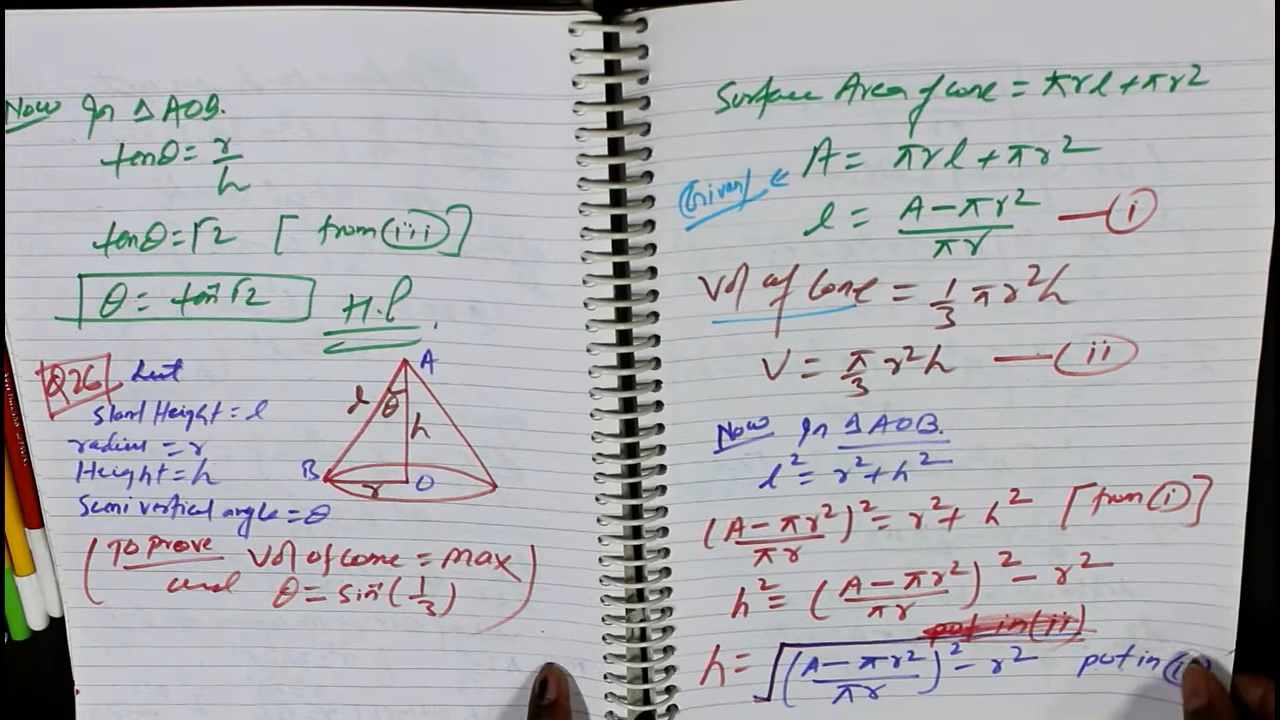 Now In Δ AOB.
tanθ = r/h
tanθ = √2 [from (iii)]
θ = tan⁻¹√2
H.P.
Q26 Let
Slant Height = l
radius = r
Height = h
Semi vertical angle = θ
(To prove Vol of cone = max
and θ = sin⁻¹(1/3))
A
l θ
h
B
r O
Surface Area of cone = πrl + πr²
(Given) A = πrl + πr²
l = (A - πr²)/(πr) — (i)
Vol of Cone = 1/3 πr²h
V = π/3 r²h — (ii)
Now In Δ AOB.
l² = r² + h²
((A - πr²)/(πr))² = r² + h² [from (i)]
h² = ((A - πr²)/(πr))² - r²
put in (ii)
h = √(((A - πr²)/(πr))² - r²) put in